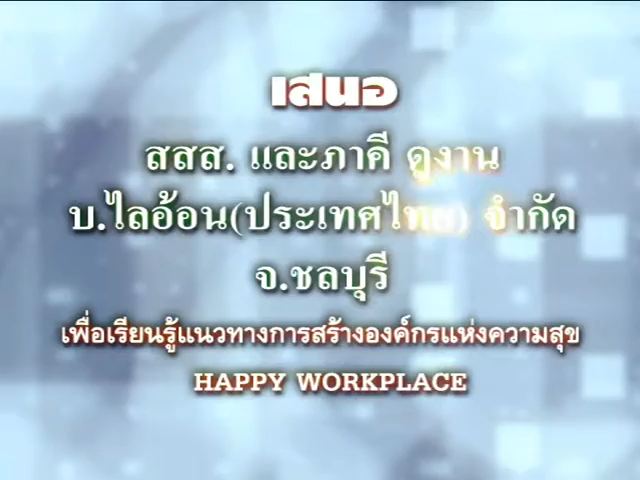 เสนอ
สสส. และภาคี ดูงาน
บ.ไลอ้อน(ประเทศไทย) จำกัด
จ.ชลบุรี
เพื่อเรียนรู้แนวทางการสร้างองค์กรแห่งความสุข
HAPPY WORKPLACE